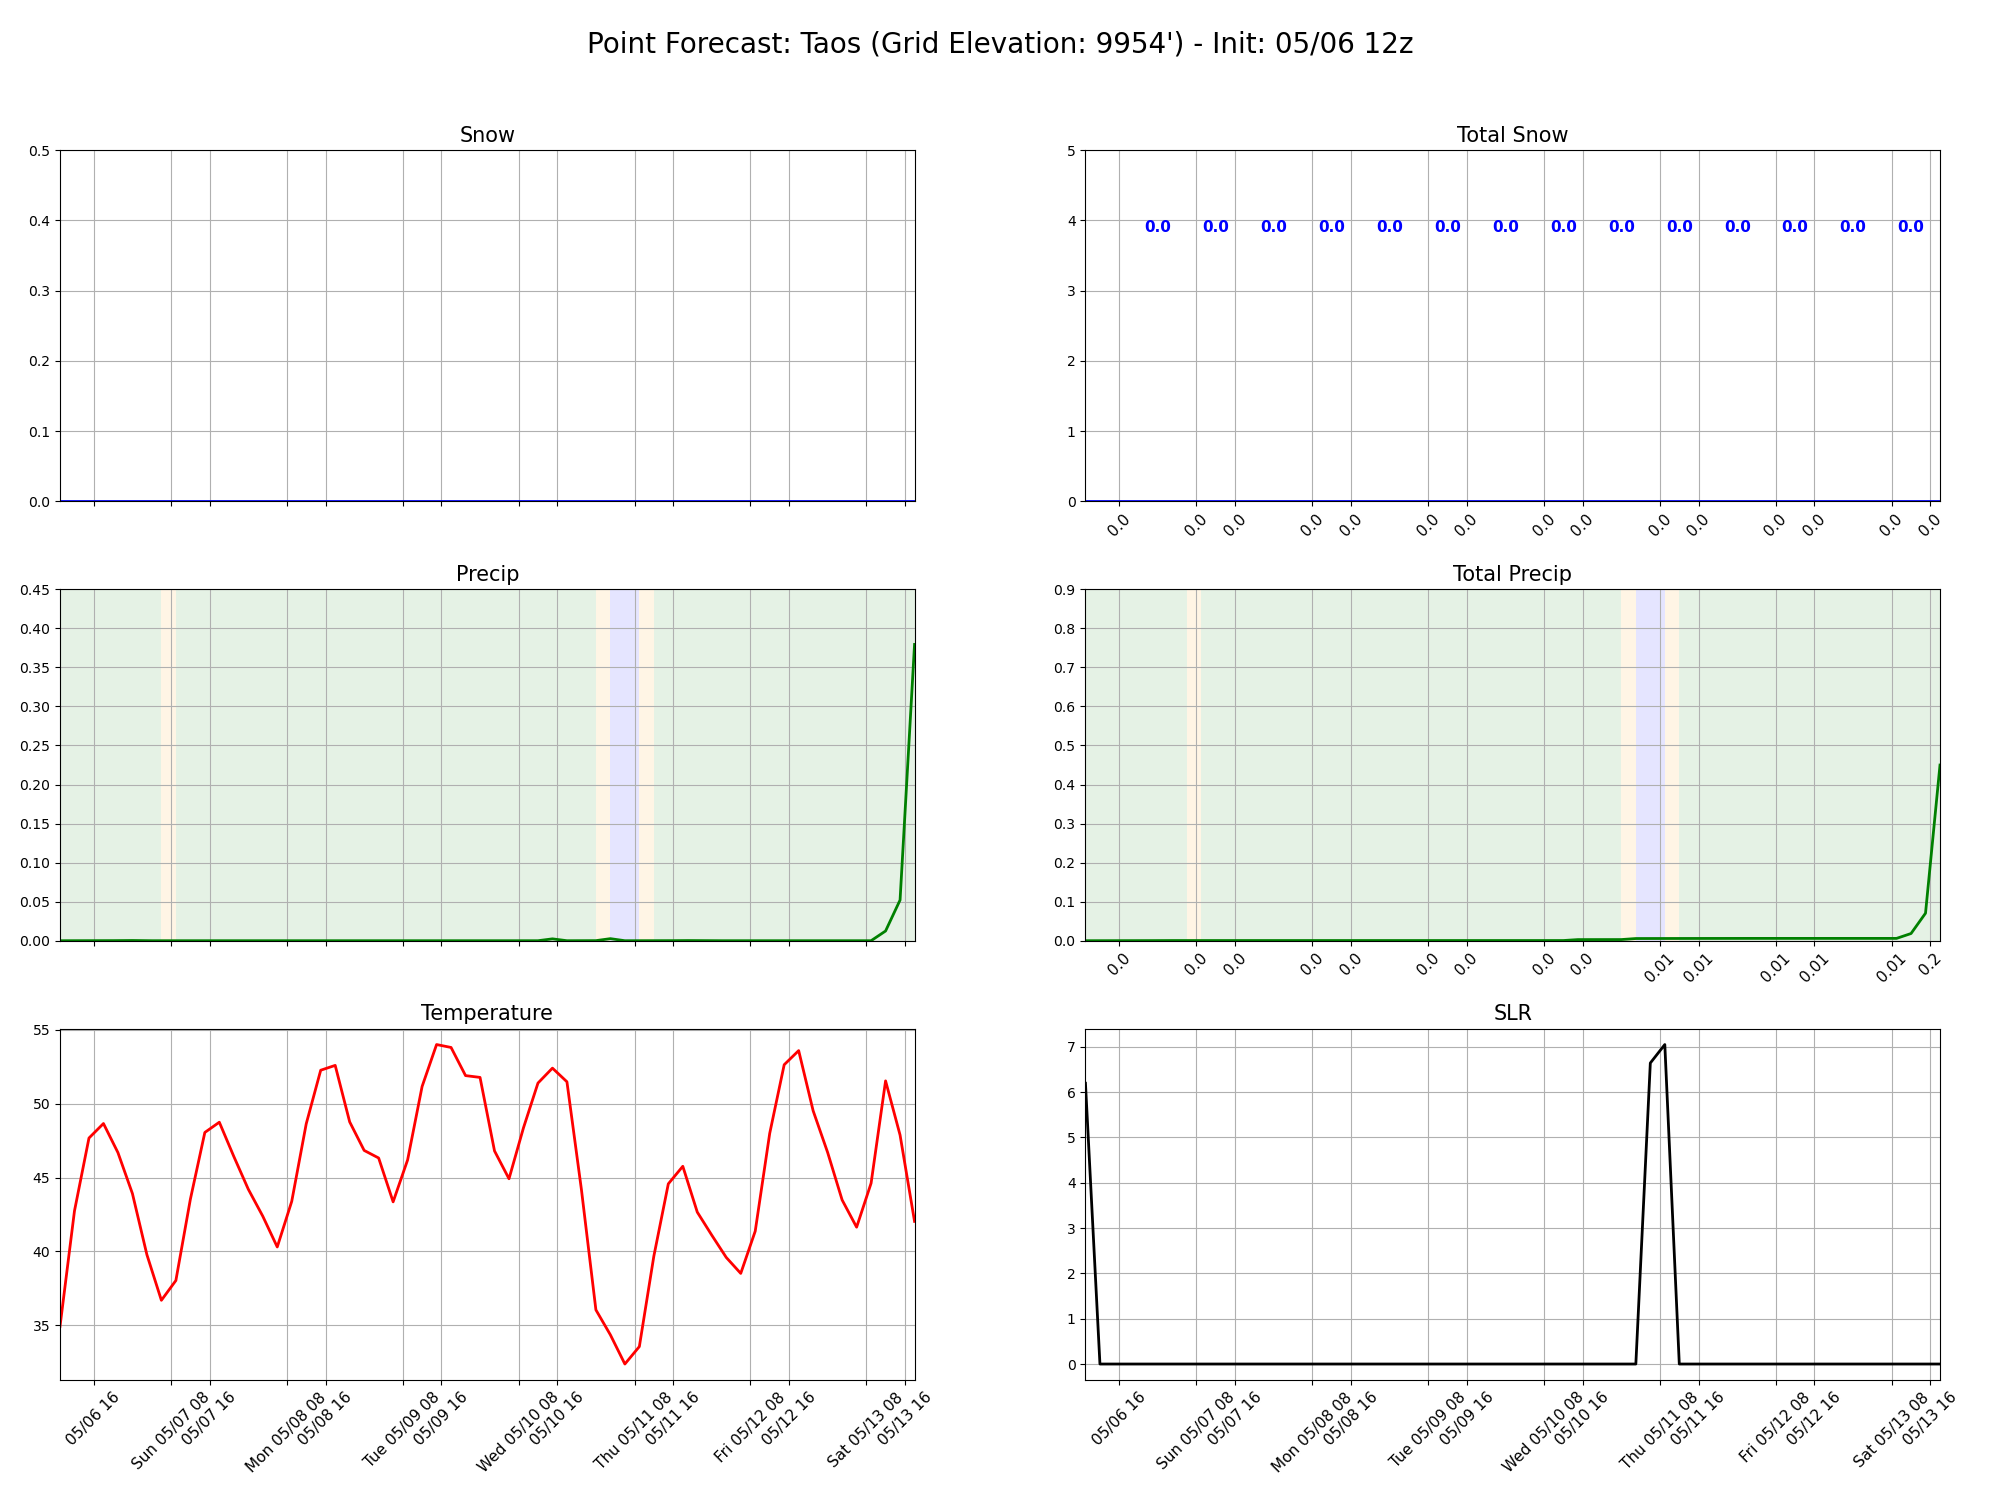 Point Forecast: Taos (Grid Elevation: 9954') - Init: 05/06 12z
Snow
0.5
0.4
0.3
0.2
0.1
0.0
Total Snow
5
4
3
2
1
0
0.0 0.0 0.0 0.0 0.0 0.0 0.0 0.0 0.0 0.0 0.0 0.0 0.0 0.0
0.0 0.0 0.0 0.0 0.0 0.0 0.0 0.0 0.0 0.0 0.0 0.0 0.0 0.0 0.0
Precip
0.45
0.40
0.35
0.30
0.25
0.20
0.15
0.10
0.05
0.00
Total Precip
0.9
0.8
0.7
0.6
0.5
0.4
0.3
0.2
0.1
0.0
0.0 0.0 0.0 0.0 0.0 0.0 0.0 0.0 0.0 0.01 0.01 0.01 0.01 0.01 0.2
Temperature
55
50
45
40
35
05/06 16
Sun 05/07 08
05/07 16
Mon 05/08 08
05/08 16
Tue 05/09 08
05/09 16
Wed 05/10 08
05/10 16
Thu 05/11 08
05/11 16
Fri 05/12 08
05/12 16
Sat 05/13 08
05/13 16
SLR
7
6
5
4
3
2
1
0
05/06 16
Sun 05/07 08
05/07 16
Mon 05/08 08
05/08 16
Tue 05/09 08
05/09 16
Wed 05/10 08
05/10 16
Thu 05/11 08
05/11 16
Fri 05/12 08
05/12 16
Sat 05/13 08
05/13 16